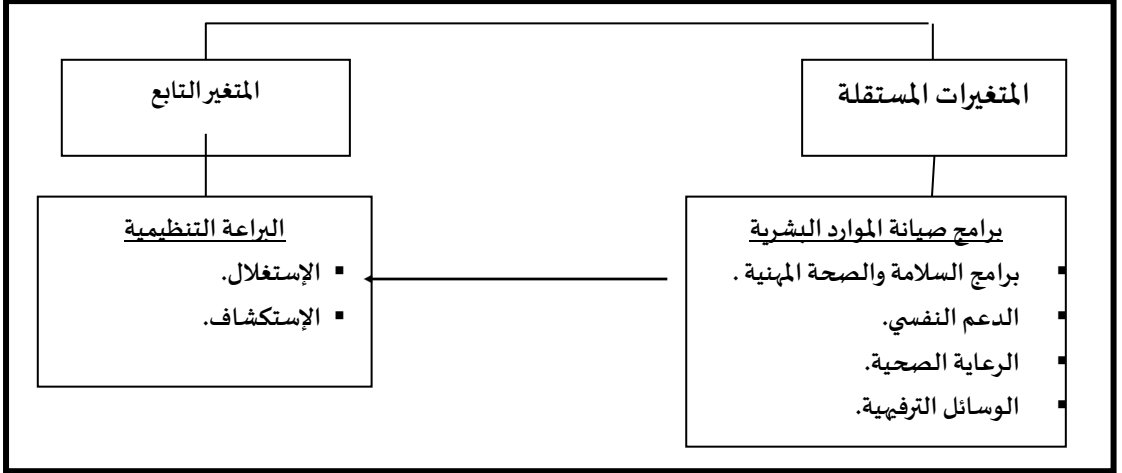 المتغيرات المستقلة
المتغير التابع
برامج صيانة الموارد البشرية
▪ برامج السلامة والصحة المهنية .
▪ الدعم النفسي.
▪ الرعاية الصحية.
▪ الوسائل الترفيهية.
البراعة التنظيمية
▪ الإستغلال.
▪ الإستكشاف.